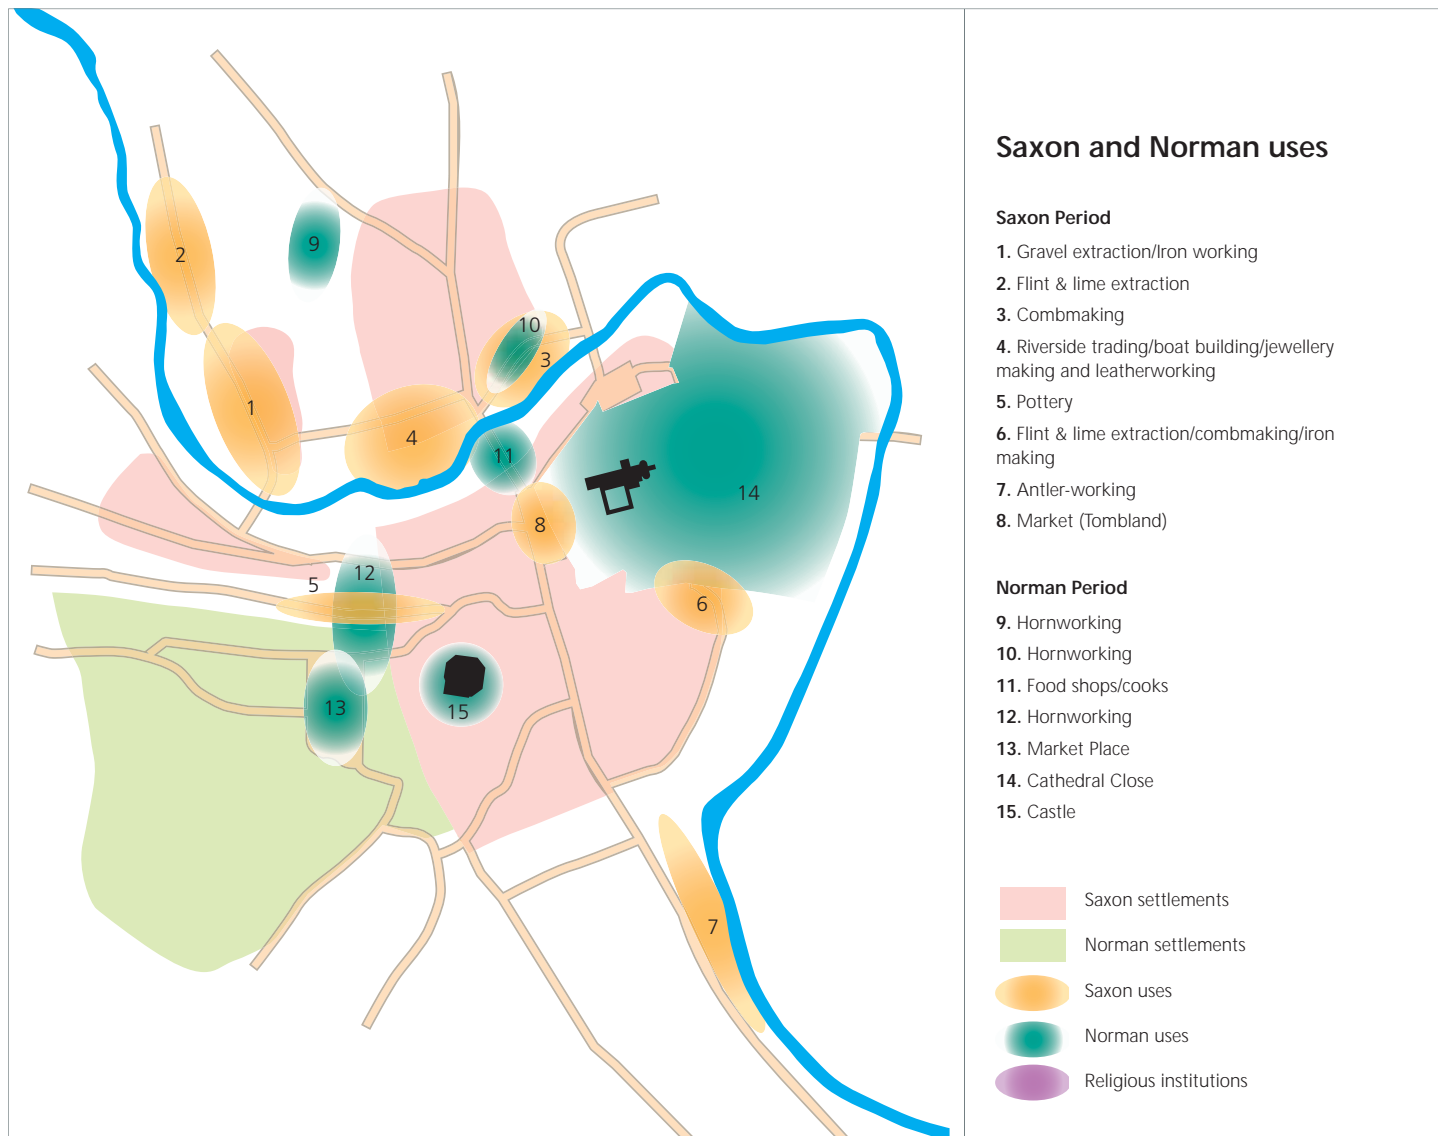 2
9
10
3
1
4
11
14
8
12
5
6
13
15
7
Saxon and Norman uses
Saxon Period
1. Gravel extraction/Iron working
2. Flint & lime extraction
3. Combmaking
4. Riverside trading/boat building/jewellery
making and leatherworking
5. Pottery
6. Flint & lime extraction/combmaking/iron
making
7. Antler-working
8. Market (Tombland)
Norman Period
9. Hornworking
10. Hornworking
11. Food shops/cooks
12. Hornworking
13. Market Place
14. Cathedral Close
15. Castle
Saxon settlements
Norman settlements
Saxon uses
Norman uses
Religious institutions